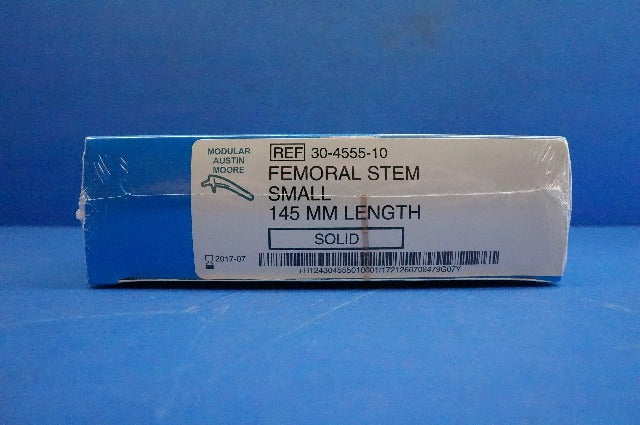 MODULAR
AUSTIN
MOORE
REF 30-4555-10
FEMORAL STEM
SMALL
145 MM LENGTH
SOLID
2017-07